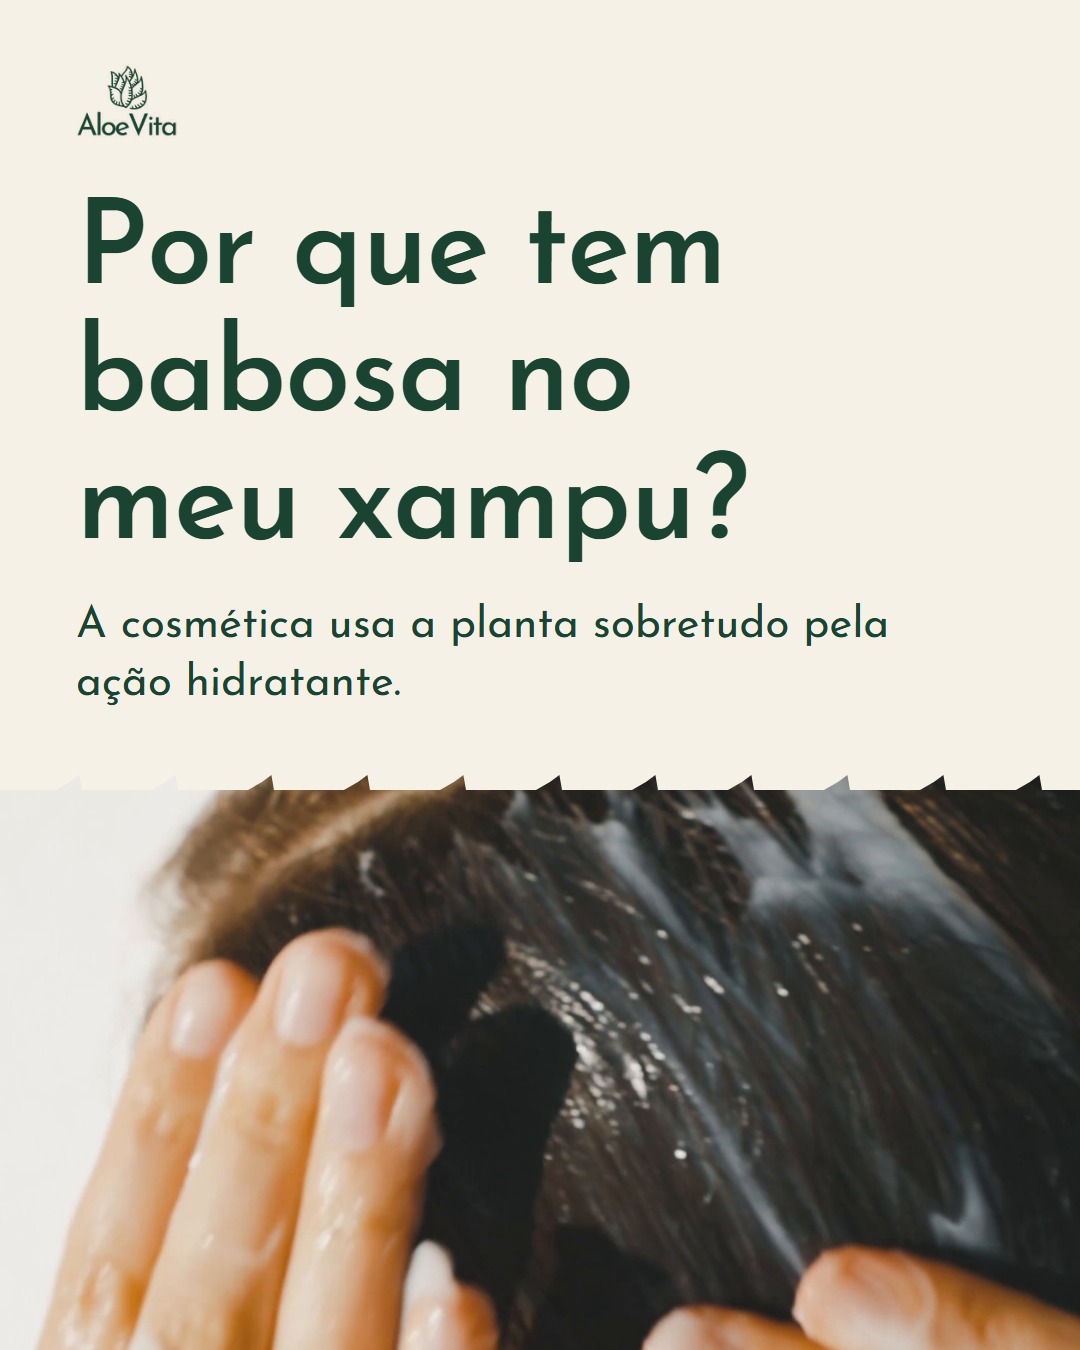 AloeVita
Por que tem
babosa no
meu xampu?
A cosmética usa a planta sobretudo pela
ação hidratante.